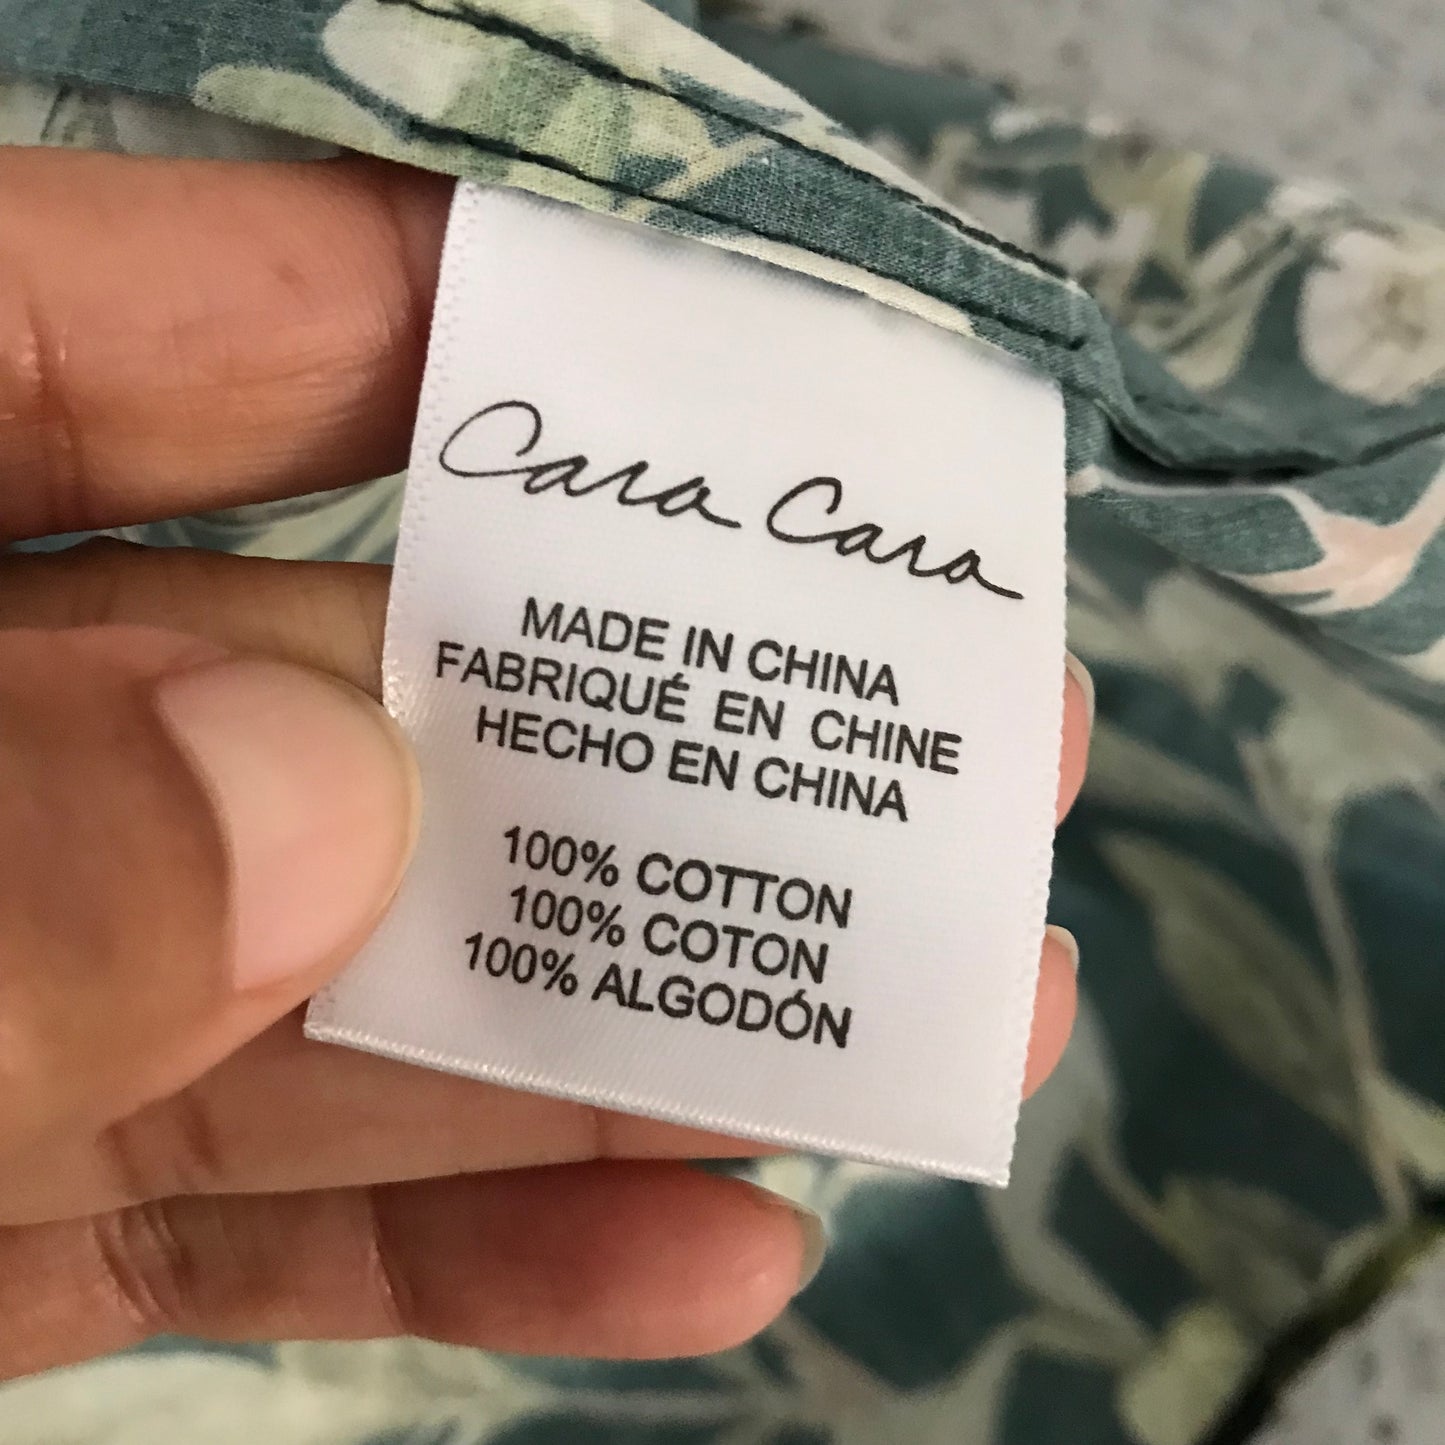 Cara Cara
MADE IN CHINA
FABRIQUÉ EN CHINE
HECHO EN CHINA
100% COTTON
100% COTON
100% ALGODÓN